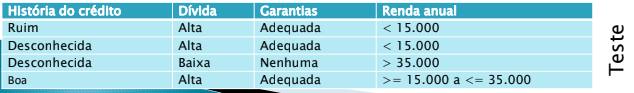 História do crédito Dívida Garantias Renda anual
Ruim Alta Adequada < 15.000
Desconhecida Alta Adequada < 15.000
Desconhecida Baixa Nenhuma > 35.000
Boa Alta Adequada >= 15.000 a <= 35.000
Teste